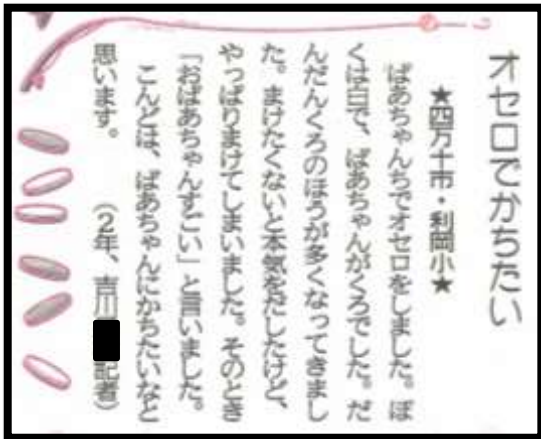 オセロでかちたい
★四万十市・利岡小★
ばあちゃんちでオセロをしました。ぼ
くは白で、ばあちゃんがくろでした。だ
んだんくろのほうが多くなってきまし
た。まけたくないと本気をだしたけど、
やっぱりまけてしまいました。そのとき
「おばあちゃんすごい」と言いました。
こんどは、ばあちゃんにかちたいなと
思います。　　（2年、吉川 記者）